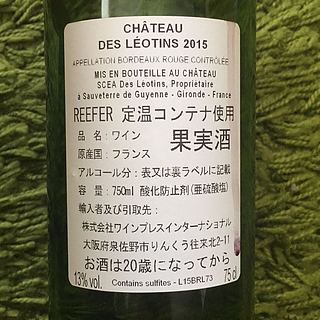 CHÂTEAU
DES LÉOTINS 2015
APPELLATION BORDEAUX ROUGE CONTRÔLÉE
MIS EN BOUTEILLE AU CHÂTEAU
SCEA Des Léotins, Propriétaire
à Sauveterre de Guyenne - Gironde - France
REEFER 定温コンテナ使用
品 名：ワイン 果実酒
原産国：フランス
アルコール分：表又は裏ラベルに記載
容 量：750ml 酸化防止剤(亜硫酸塩)
輸入者及び引取先：
株式会社ワインプレスインターナショナル
大阪府泉佐野市りんくう往来北2-11
お酒は20歳になってから
13% vol. Contains sulfites - L15BRL73 75 cl